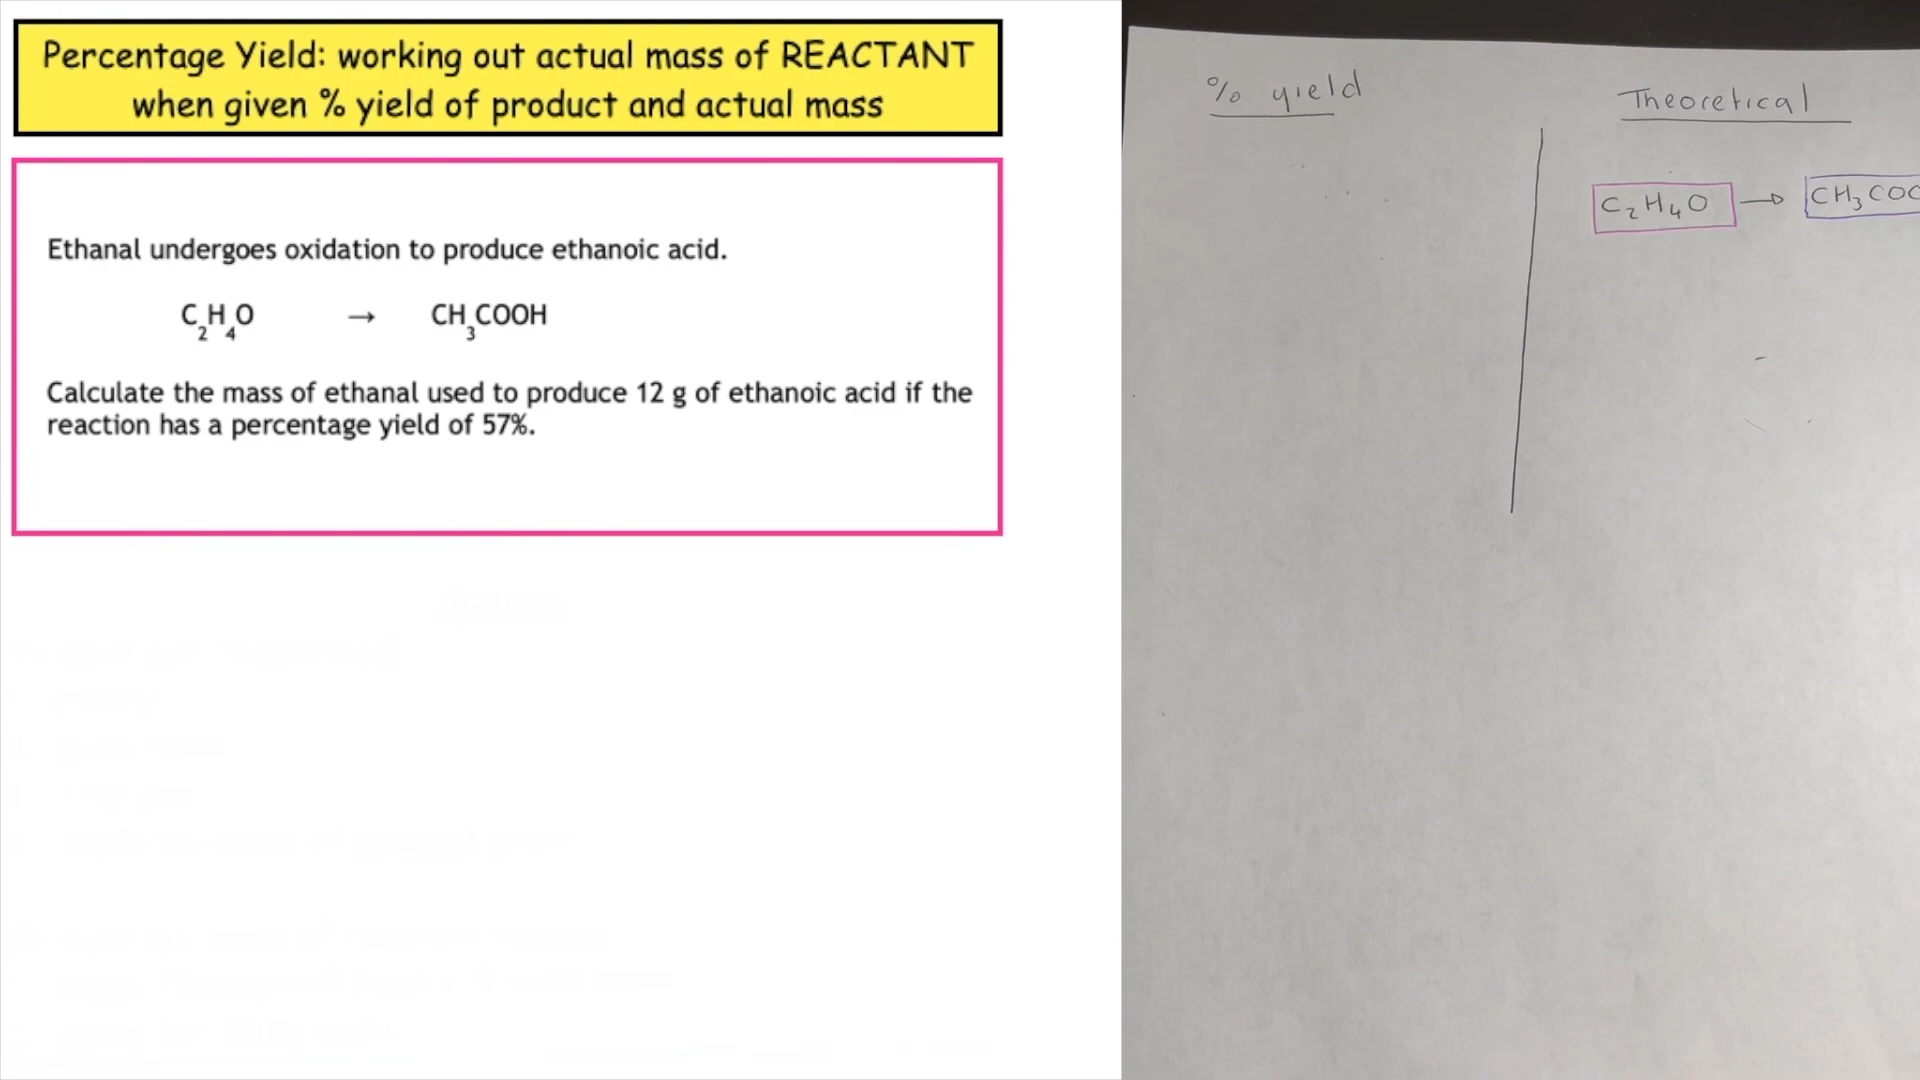 Percentage Yield: working out actual mass of REACTANT
when given % yield of product and actual mass
Ethanal undergoes oxidation to produce ethanoic acid.
C₂H₄O → CH₃COOH
Calculate the mass of ethanal used to produce 12 g of ethanoic acid if the
reaction has a percentage yield of 57%.
% yield
Theoretical
C₂H₄O → CH₃COO